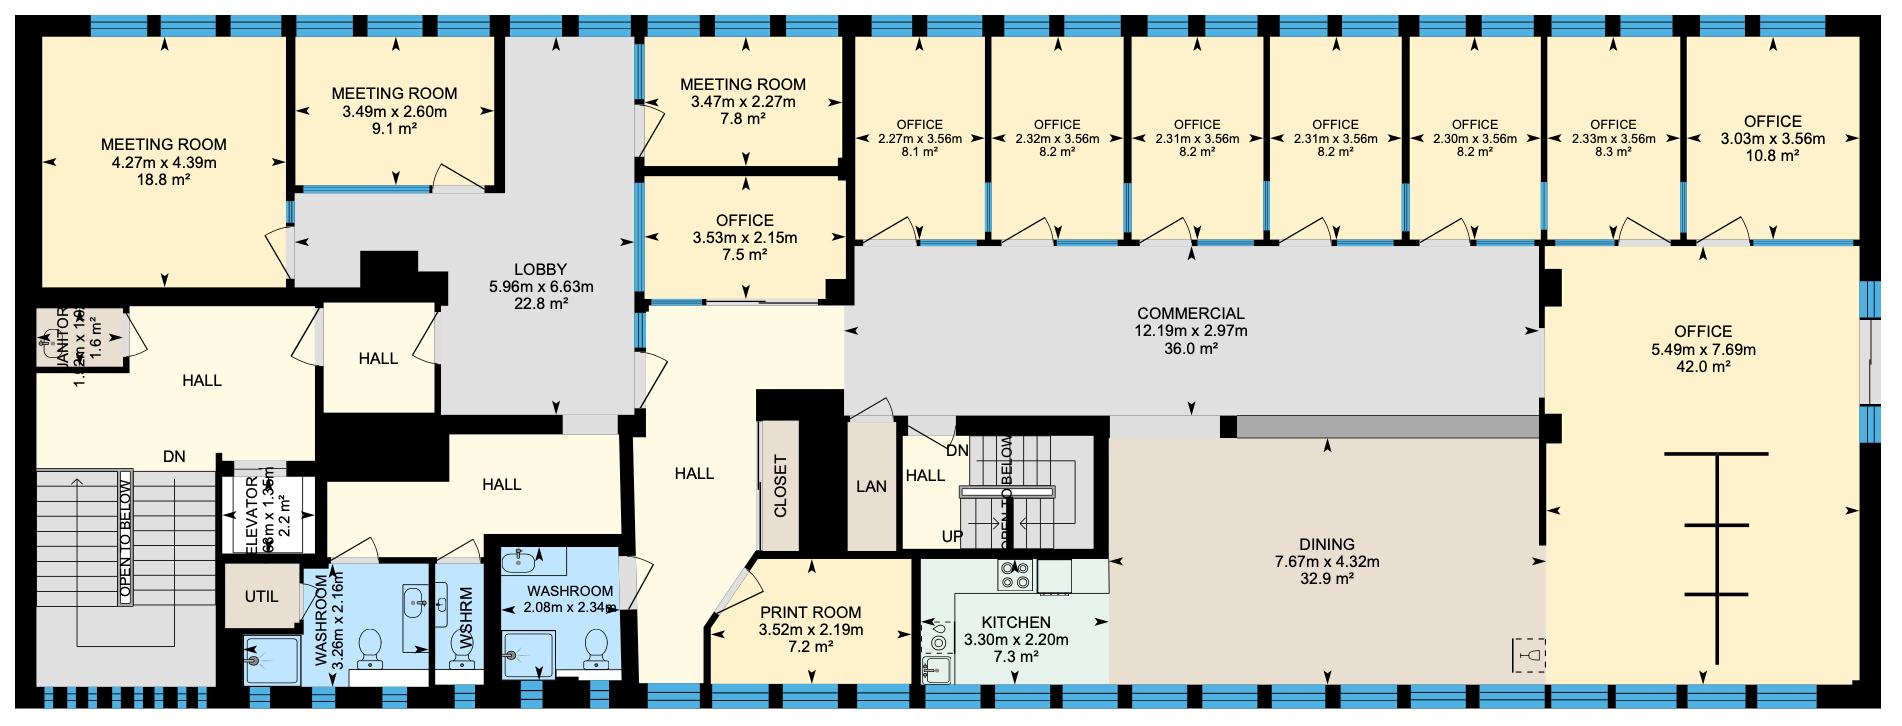 MEETING ROOM
4.27m x 4.39m
18.8 m²
MEETING ROOM
3.49m x 2.60m
9.1 m²
MEETING ROOM
3.47m x 2.27m
7.8 m²
OFFICE
2.27m x 3.56m
8.1 m²
OFFICE
2.32m x 3.56m
8.2 m²
OFFICE
2.31m x 3.56m
8.2 m²
OFFICE
2.31m x 3.56m
8.2 m²
OFFICE
2.30m x 3.56m
8.2 m²
OFFICE
2.33m x 3.56m
8.3 m²
OFFICE
3.03m x 3.56m
10.8 m²
OFFICE
3.53m x 2.15m
7.5 m²
LOBBY
5.96m x 6.63m
22.8 m²
COMMERCIAL
12.19m x 2.97m
36.0 m²
OFFICE
5.49m x 7.69m
42.0 m²
JANITOR
1.6 m²
HALL
HALL
DN
OPEN TO BELOW
ELEVATOR
2.2 m²
HALL
HALL
CLOSET
LAN
HALL
DN
UP
OPEN TO BELOW
UTIL
WASHROOM
3.26m x 2.16m
WSHRM
WASHROOM
2.08m x 2.34m
PRINT ROOM
3.52m x 2.19m
7.2 m²
KITCHEN
3.30m x 2.20m
7.3 m²
DINING
7.67m x 4.32m
32.9 m²